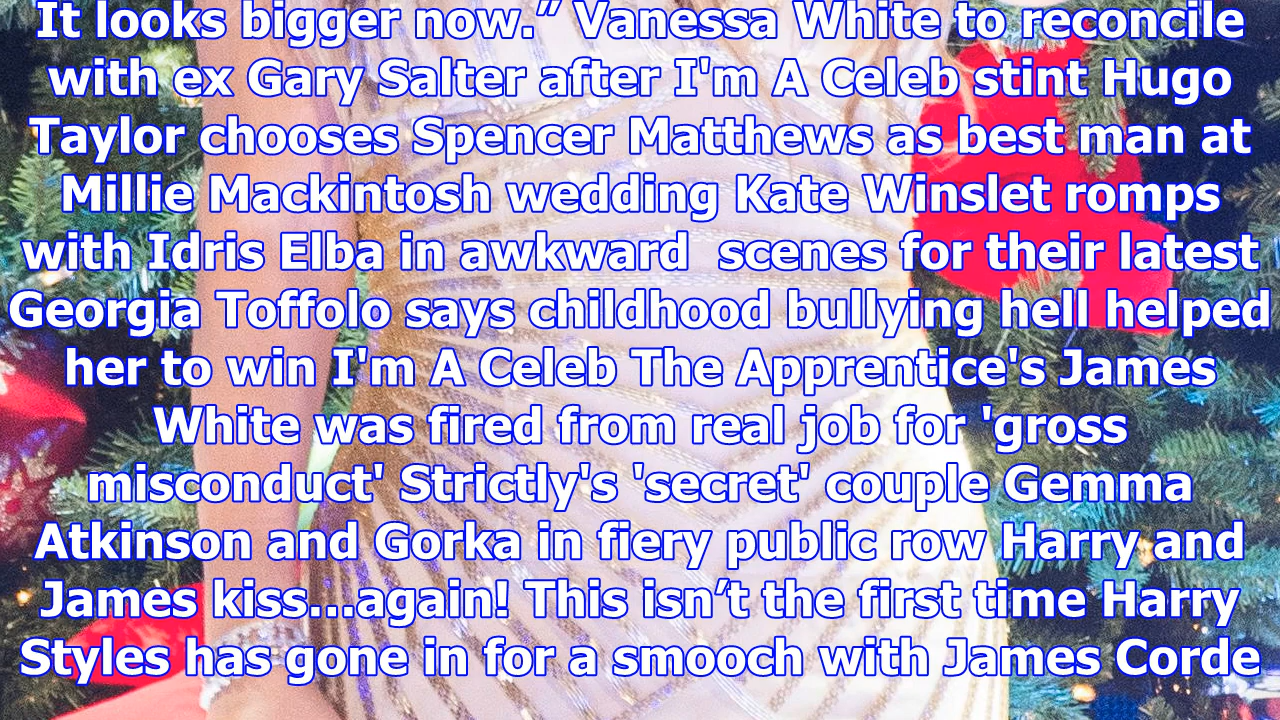 It looks bigger now.” Vanessa White to reconcile
with ex Gary Salter after I'm A Celeb stint Hugo
Taylor chooses Spencer Matthews as best man at
Millie Mackintosh wedding Kate Winslet romps
with Idris Elba in awkward  scenes for their latest
Georgia Toffolo says childhood bullying hell helped
her to win I'm A Celeb The Apprentice's James
White was fired from real job for 'gross
misconduct' Strictly's 'secret' couple Gemma
Atkinson and Gorka in fiery public row Harry and
James kiss...again! This isn’t the first time Harry
Styles has gone in for a smooch with James Corde